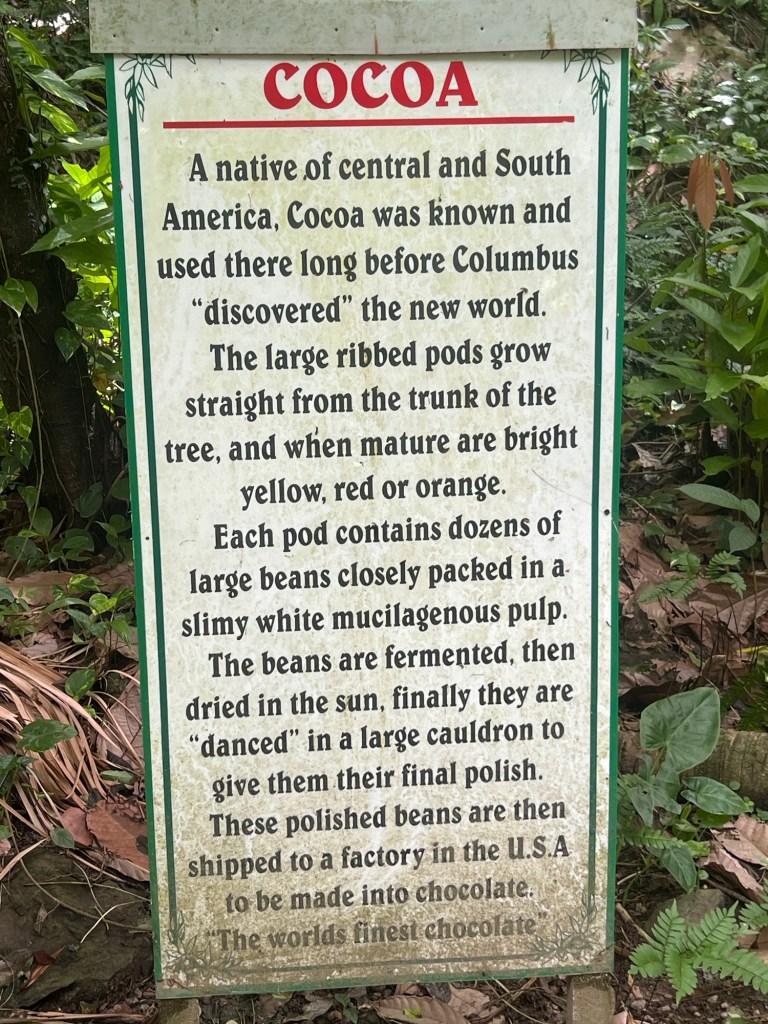 COCOA
A native of central and South
America, Cocoa was known and
used there long before Columbus
“discovered” the new world.
The large ribbed pods grow
straight from the trunk of the
tree, and when mature are bright
yellow, red or orange.
Each pod contains dozens of
large beans closely packed in a
slimy white mucilagenous pulp.
The beans are fermented, then
dried in the sun, finally they are
“danced” in a large cauldron to
give them their final polish.
These polished beans are then
shipped to a factory in the U.S.A
to be made into chocolate.
“The worlds finest chocolate”